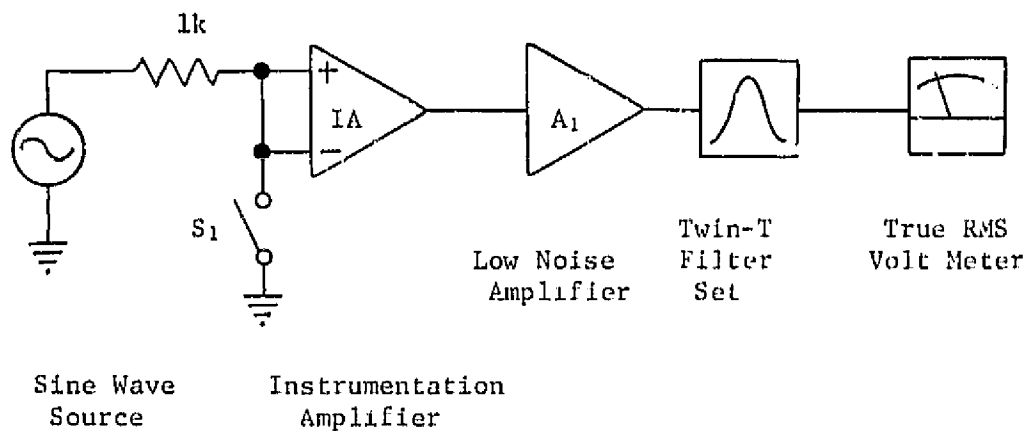 1k
+
IA
−
A1
S1
Low Noise
Amplifier
Twin-T
Filter
Set
True RMS
Volt Meter
Sine Wave
Source
Instrumentation
Amplifier